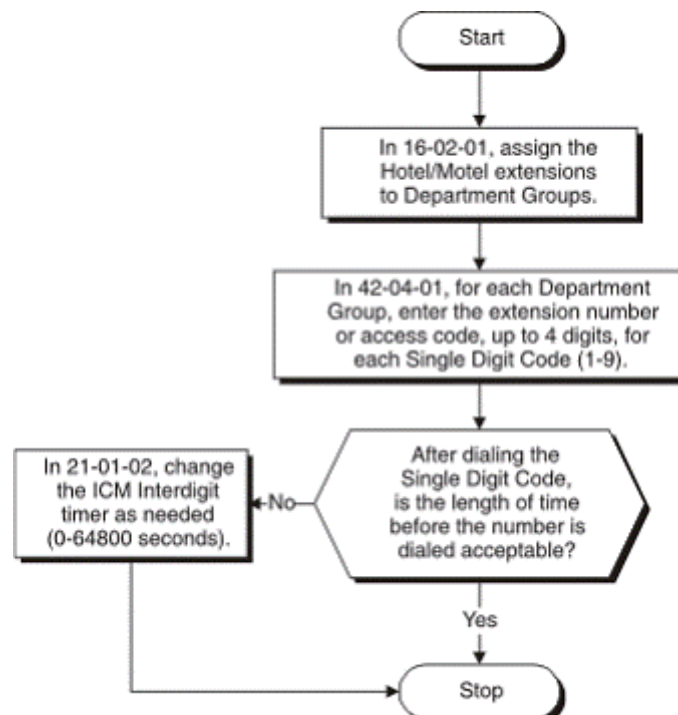 Start
In 16-02-01, assign the
Hotel/Motel extensions
to Department Groups.
In 42-04-01, for each Department
Group, enter the extension number
or access code, up to 4 digits, for
each Single Digit Code (1-9).
After dialing the
Single Digit Code,
is the length of time
before the number is
dialed acceptable?
No
In 21-01-02, change
the ICM Interdigit
timer as needed
(0-64800 seconds).
Yes
Stop